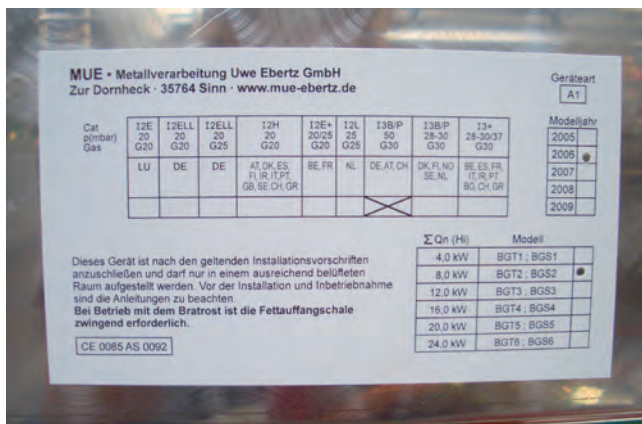 MUE • Metallverarbeitung Uwe Ebertz GmbH
Zur Dornheck · 35764 Sinn · www.mue-ebertz.de
Geräteart
A1
Cat I2E I2ELL I2ELL I2H I2E+ I2L I3B/P I3B/P I3+
p(mbar) 20 20 20 20 20/25 25 50 28-30 28-30/37
Gas G20 G20 G25 G20 G20 G25 G30 G30 G30
LU DE DE AT,DK,ES, BE,FR NL DE,AT,CH DK,FI,NO BE,ES,FR,
FI,IR,IT,PT, SE,NL IT,IR,PT
GB,SE,CH,GR BG,CH,GR
Modelljahr
2005
2006
2007
2008
2009
Dieses Gerät ist nach den geltenden Installationsvorschriften
anzuschließen und darf nur in einem ausreichend belüfteten
Raum aufgestellt werden. Vor der Installation und Inbetriebnahme
sind die Anleitungen zu beachten.
Bei Betrieb mit dem Bratrost ist die Fettauffangschale
zwingend erforderlich.
CE 0085 AS 0092
ΣQn (Hi) Modell
4,0 kW BGT1 ; BGS1
8,0 kW BGT2 ; BGS2
12,0 kW BGT3 ; BGS3
16,0 kW BGT4 ; BGS4
20,0 kW BGT5 ; BGS5
24,0 kW BGT6 ; BGS6